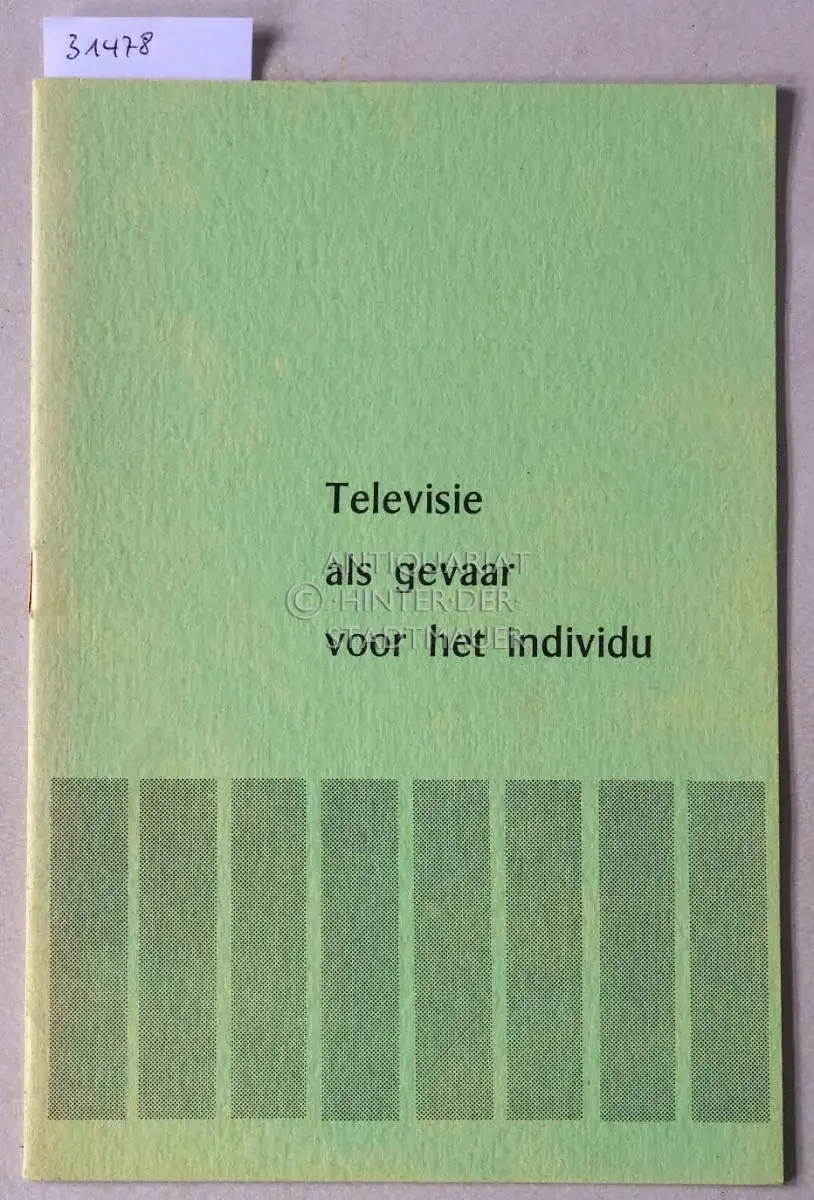 31478
Televisie
als gevaar
voor het individu
ANTIQUARIAT
© ·HINTER·DER·
STADTMAUER